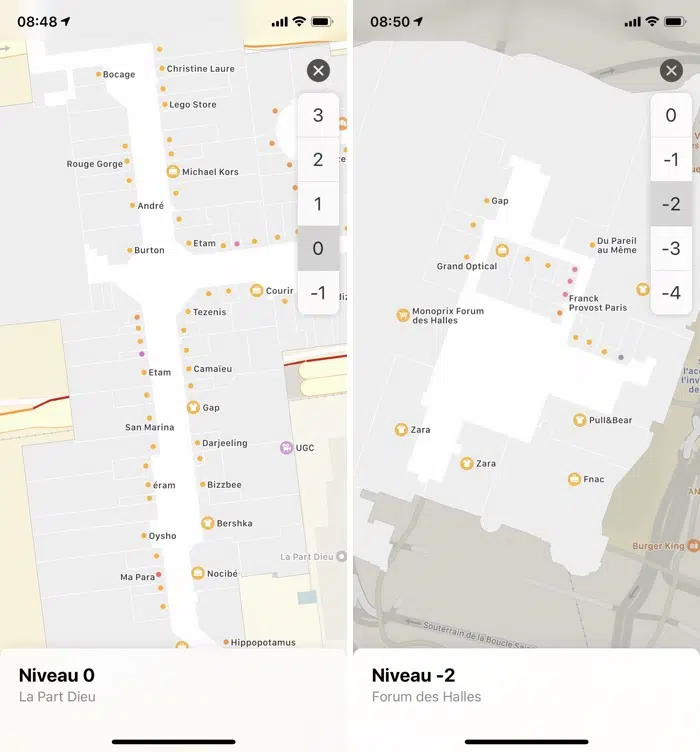 08:48
Bocage
Christine Laure
Lego Store
Rouge Gorge
Michael Kors
André
Burton
Etam
Courir
Tezenis
Etam
Camaïeu
Gap
San Marina
Darjeeling
UGC
éram
Bizzbee
Bershka
Oysho
La Part Dieu
Ma Para
Nocibé
Hippopotamus
3
2
1
0
-1
Niveau 0
La Part Dieu
08:50
0
-1
-2
-3
-4
Gap
Du Pareil
au Même
Grand Optical
Franck
Provost Paris
Monoprix Forum
des Halles
Pull&Bear
Zara
Zara
Fnac
Burger King
Souterrain de la Boucle
Niveau -2
Forum des Halles